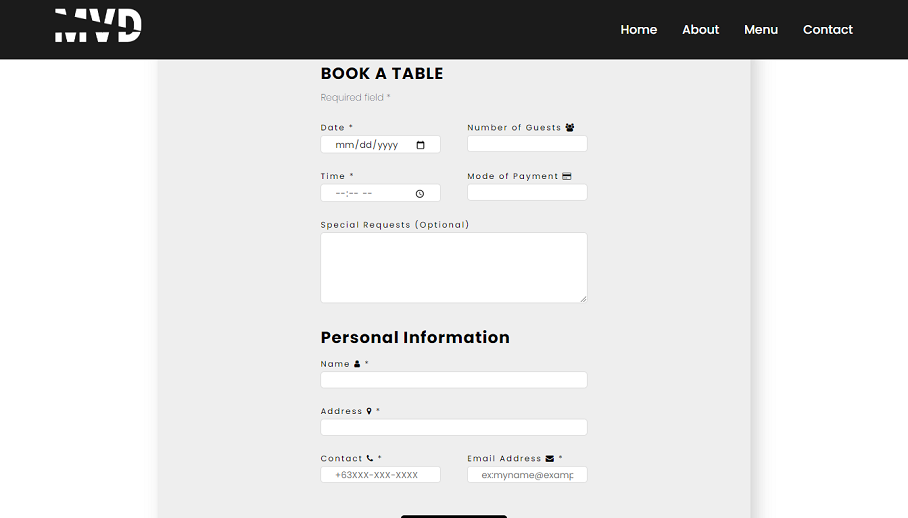 MVD
Home About Menu Contact
BOOK A TABLE
Required field *
Date * Number of Guests
mm/dd/yyyy
Time * Mode of Payment
--:-- --
Special Requests (Optional)
Personal Information
Name *
Address *
Contact * Email Address *
+63XXX-XXX-XXXX ex:myname@examp